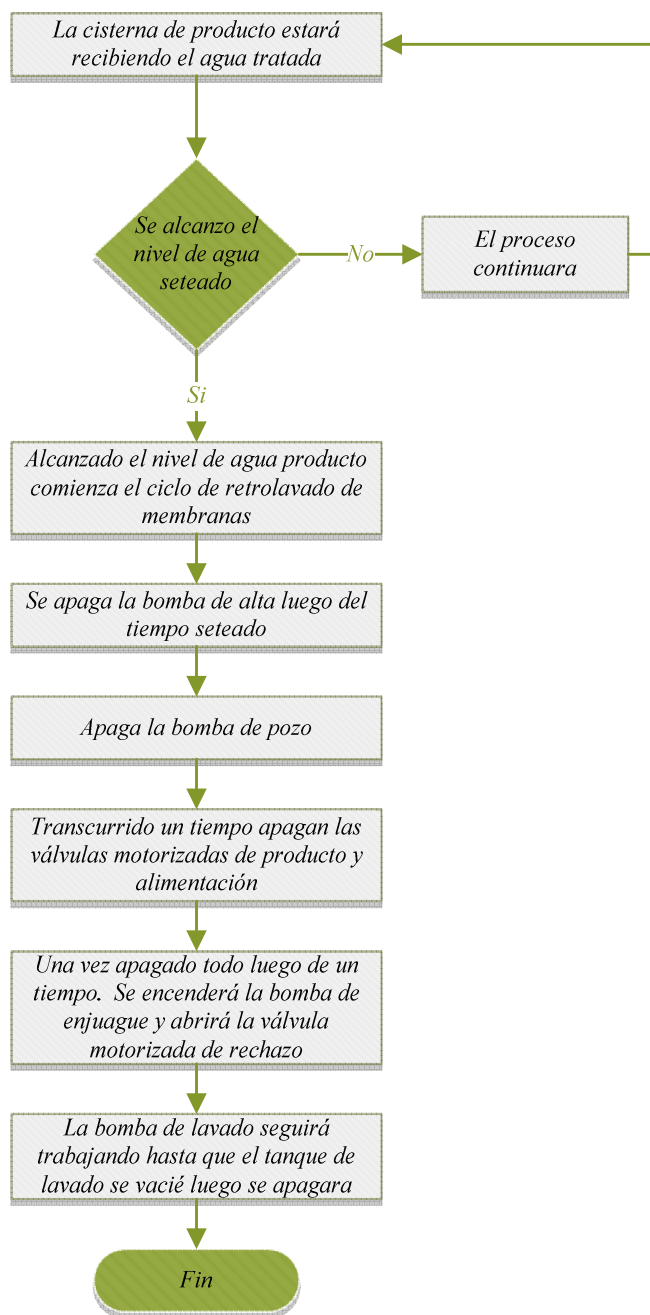 La cisterna de producto estará
recibiendo el agua tratada
Se alcanzo el
nivel de agua
seteado
No
El proceso
continuara
Si
Alcanzado el nivel de agua producto
comienza el ciclo de retrolavado de
membranas
Se apaga la bomba de alta luego del
tiempo seteado
Apaga la bomba de pozo
Transcurrido un tiempo apagan las
válvulas motorizadas de producto y
alimentación
Una vez apagado todo luego de un
tiempo. Se encenderá la bomba de
enjuague y abrirá la válvula
motorizada de rechazo
La bomba de lavado seguirá
trabajando hasta que el tanque de
lavado se vacié luego se apagara
Fin